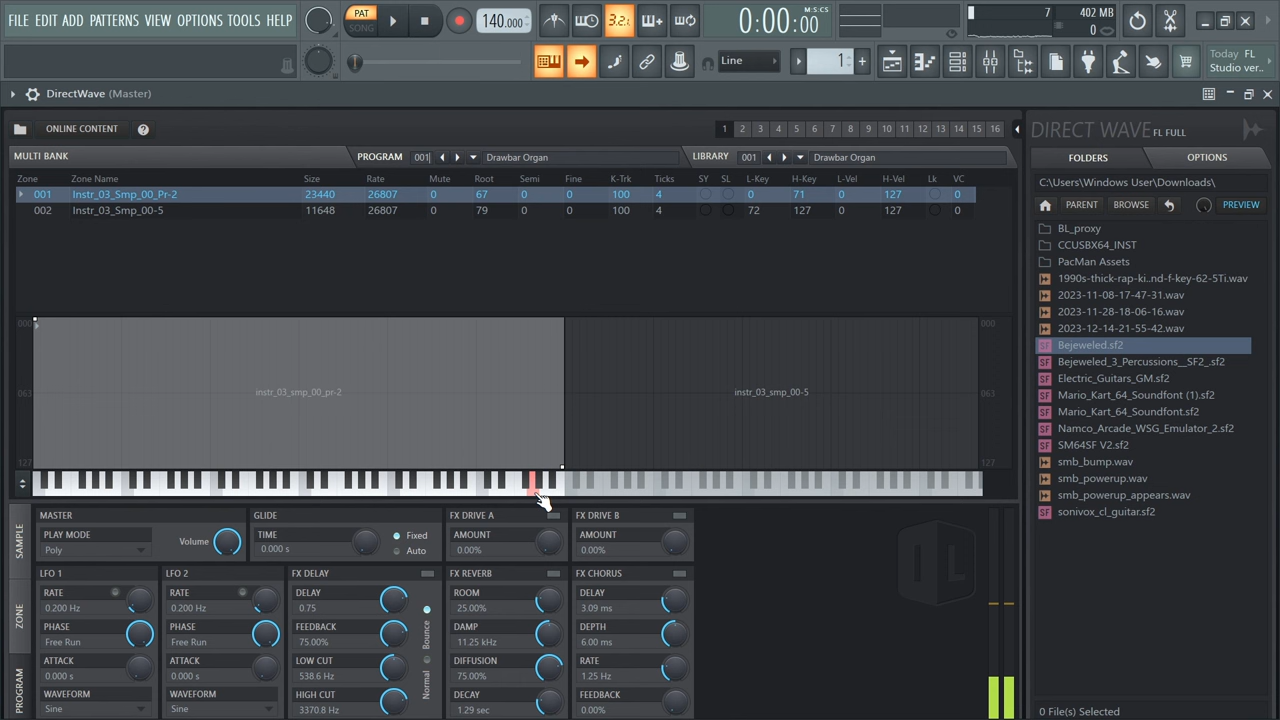 FILE EDIT ADD PATTERNS VIEW OPTIONS TOOLS HELP
PAT
SONG
140.000
3.2.
0:00:00
M:S:CS
7
402 MB
0
Line
1
Today FL
Studio ver..
DirectWave (Master)
ONLINE CONTENT
1 2 3 4 5 6 7 8 9 10 11 12 13 14 15 16
MULTI BANK
PROGRAM 001 Drawbar Organ
LIBRARY 001 Drawbar Organ
Zone Zone Name Size Rate Mute Root Semi Fine K-Trk Ticks SY SL L-Key H-Key L-Vel H-Vel Lk VC
001 Instr_03_Smp_00_Pr-2 23440 26807 0 67 0 0 100 4 0 71 0 127 0
002 Instr_03_Smp_00-5 11648 26807 0 79 0 0 100 4 72 127 0 127 0
000
063
127
instr_03_smp_00_pr-2
instr_03_smp_00-5
000
063
127
SAMPLE
ZONE
PROGRAM
MASTER
PLAY MODE
Poly
Volume
GLIDE
TIME
0.000 s
Fixed
Auto
FX DRIVE A
AMOUNT
0.00%
FX DRIVE B
AMOUNT
0.00%
LFO 1
RATE
0.200 Hz
PHASE
Free Run
ATTACK
0.000 s
WAVEFORM
Sine
LFO 2
RATE
0.200 Hz
PHASE
Free Run
ATTACK
0.000 s
WAVEFORM
Sine
FX DELAY
DELAY
0.75
FEEDBACK
75.00%
LOW CUT
538.6 Hz
HIGH CUT
3370.8 Hz
Bounce
Normal
FX REVERB
ROOM
25.00%
DAMP
11.25 kHz
DIFFUSION
75.00%
DECAY
1.29 sec
FX CHORUS
DELAY
3.09 ms
DEPTH
6.00 ms
RATE
1.25 Hz
FEEDBACK
0.00%
DIRECT WAVE FL FULL
FOLDERS OPTIONS
C:\Users\Windows User\Downloads\
PARENT BROWSE PREVIEW
BL_proxy
CCUSBX64_INST
PacMan Assets
1990s-thick-rap-ki..nd-f-key-62-5Ti.wav
2023-11-08-17-47-31.wav
2023-11-28-18-06-16.wav
2023-12-14-21-55-42.wav
Bejeweled.sf2
Bejeweled_3_Percussions__SF2_.sf2
Electric_Guitars_GM.sf2
Mario_Kart_64_Soundfont (1).sf2
Mario_Kart_64_Soundfont.sf2
Namco_Arcade_WSG_Emulator_2.sf2
SM64SF V2.sf2
smb_bump.wav
smb_powerup.wav
smb_powerup_appears.wav
sonivox_cl_guitar.sf2
0 File(s) Selected